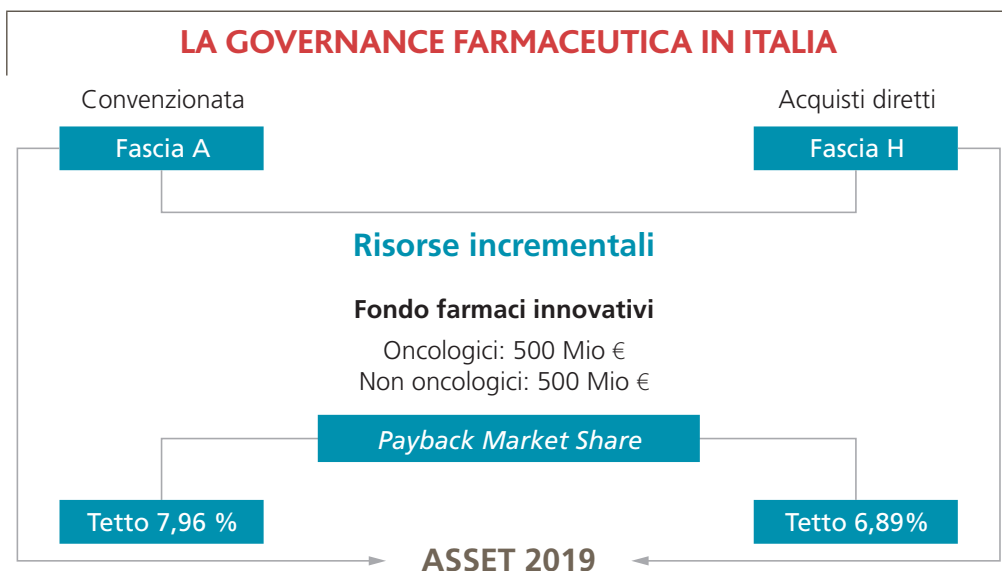 LA GOVERNANCE FARMACEUTICA IN ITALIA
Convenzionata
Acquisti diretti
Fascia A
Fascia H
Risorse incrementali
Fondo farmaci innovativi
Oncologici: 500 Mio €
Non oncologici: 500 Mio €
Payback Market Share
Tetto 7,96 %
Tetto 6,89%
ASSET 2019